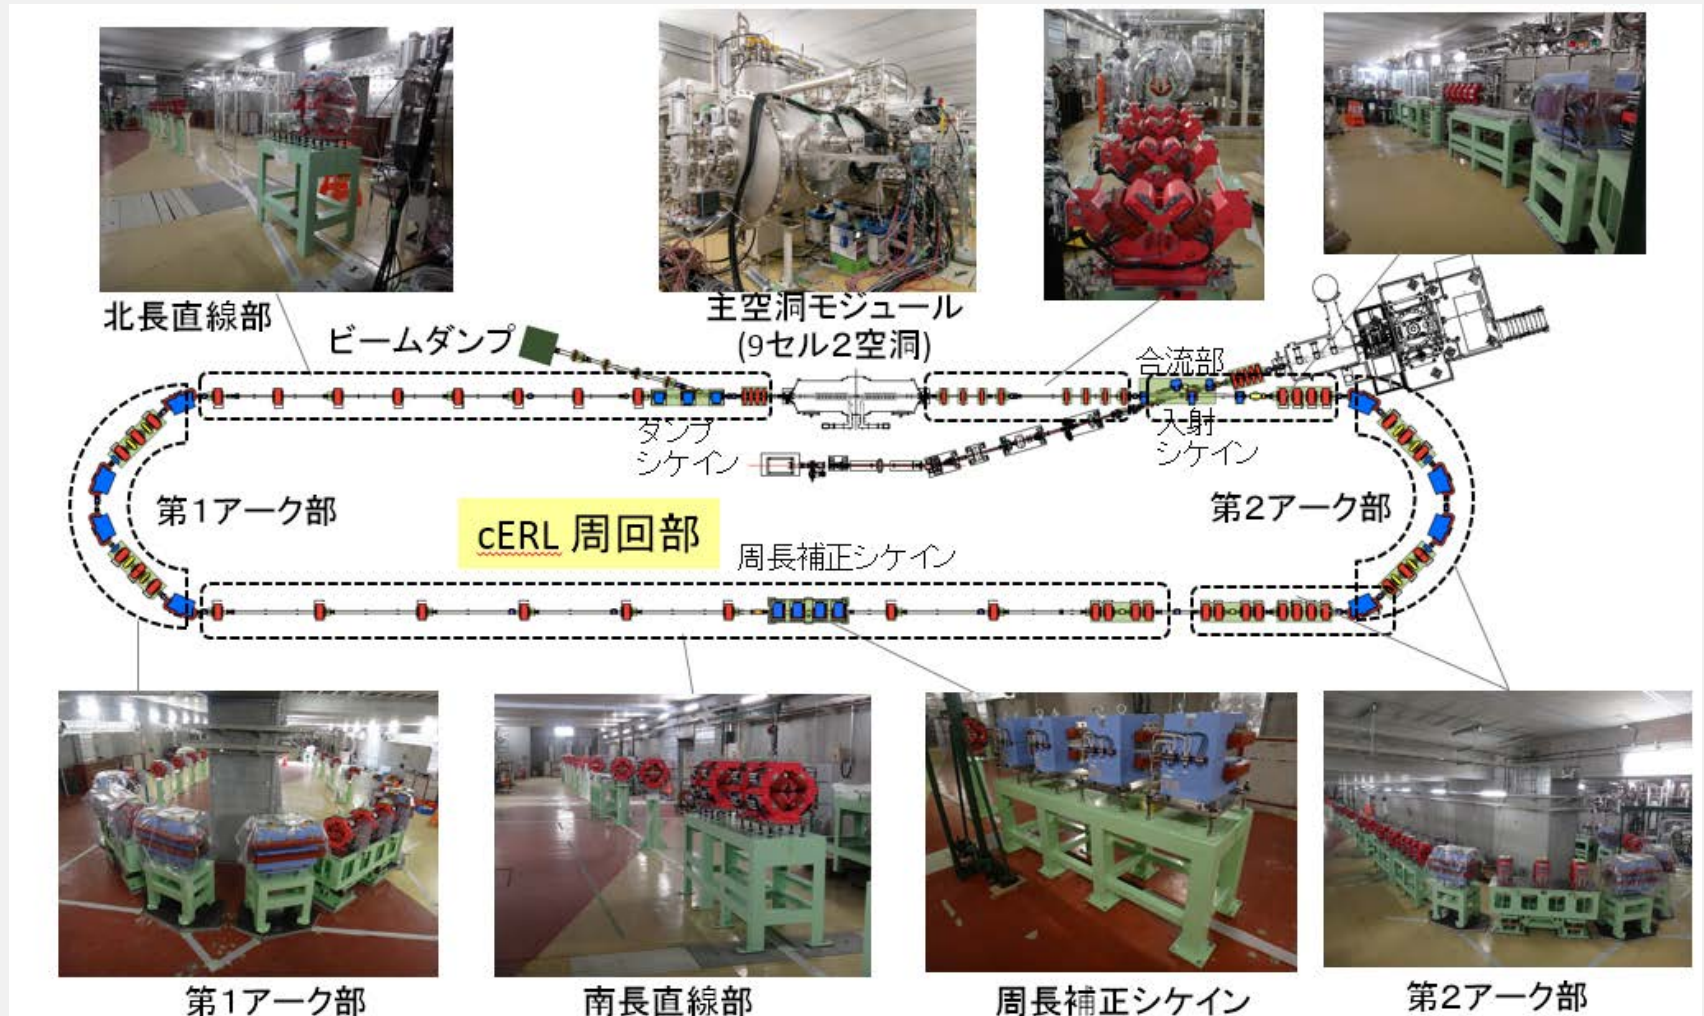 北長直線部
ビームダンプ
主空洞モジュール
(9セル2空洞)
合流部
ダンプ
シケイン
入射
シケイン
第1アーク部
cERL 周回部
第2アーク部
周長補正シケイン
第1アーク部
南長直線部
周長補正シケイン
第2アーク部